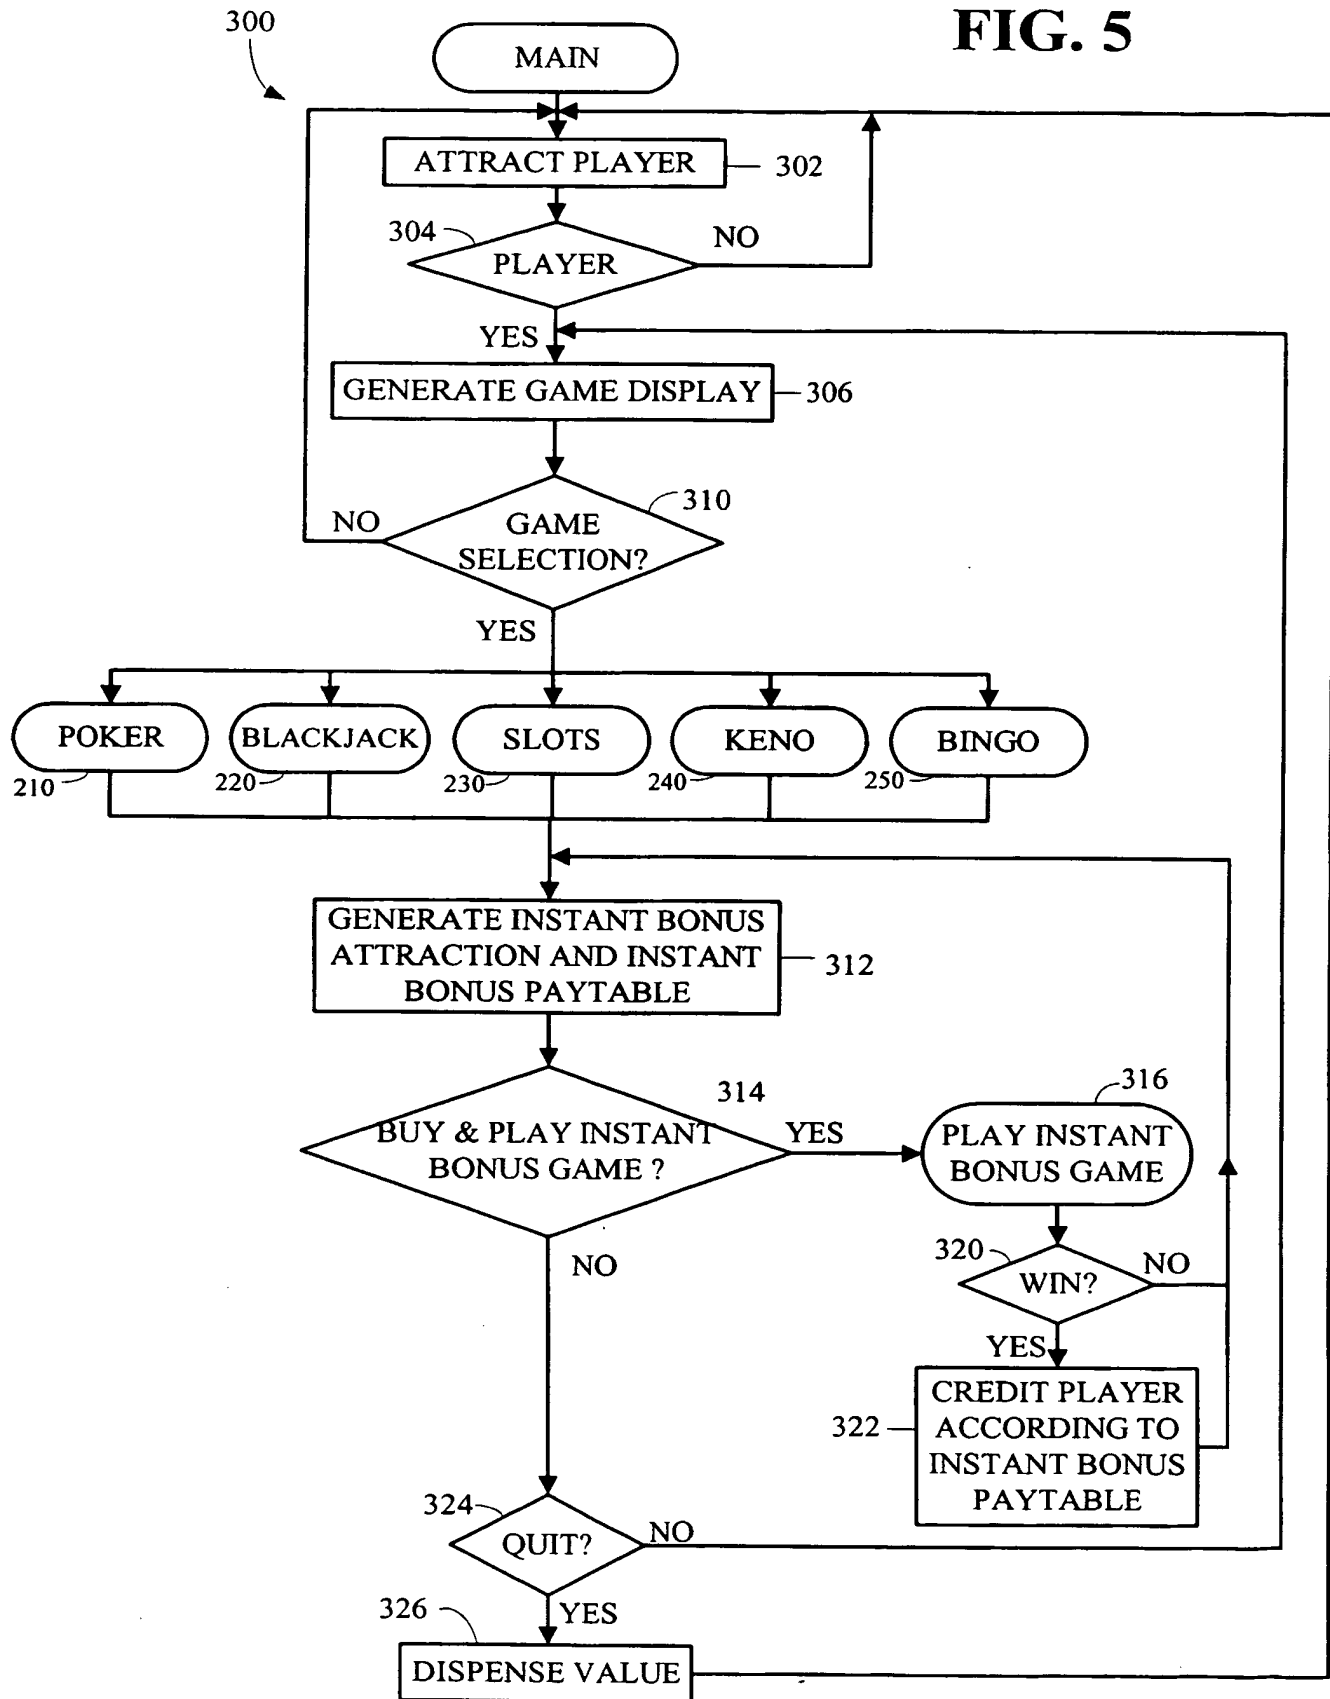 FIG. 5
300
MAIN
ATTRACT PLAYER
302
304
PLAYER
NO
YES
GENERATE GAME DISPLAY
306
310
GAME
SELECTION?
NO
YES
POKER
BLACKJACK
SLOTS
KENO
BINGO
210
220
230
240
250
GENERATE INSTANT BONUS
ATTRACTION AND INSTANT
BONUS PAYTABLE
312
314
BUY & PLAY INSTANT
BONUS GAME ?
YES
316
PLAY INSTANT
BONUS GAME
NO
320
WIN?
NO
YES
CREDIT PLAYER
ACCORDING TO
INSTANT BONUS
PAYTABLE
322
324
QUIT?
NO
YES
326
DISPENSE VALUE